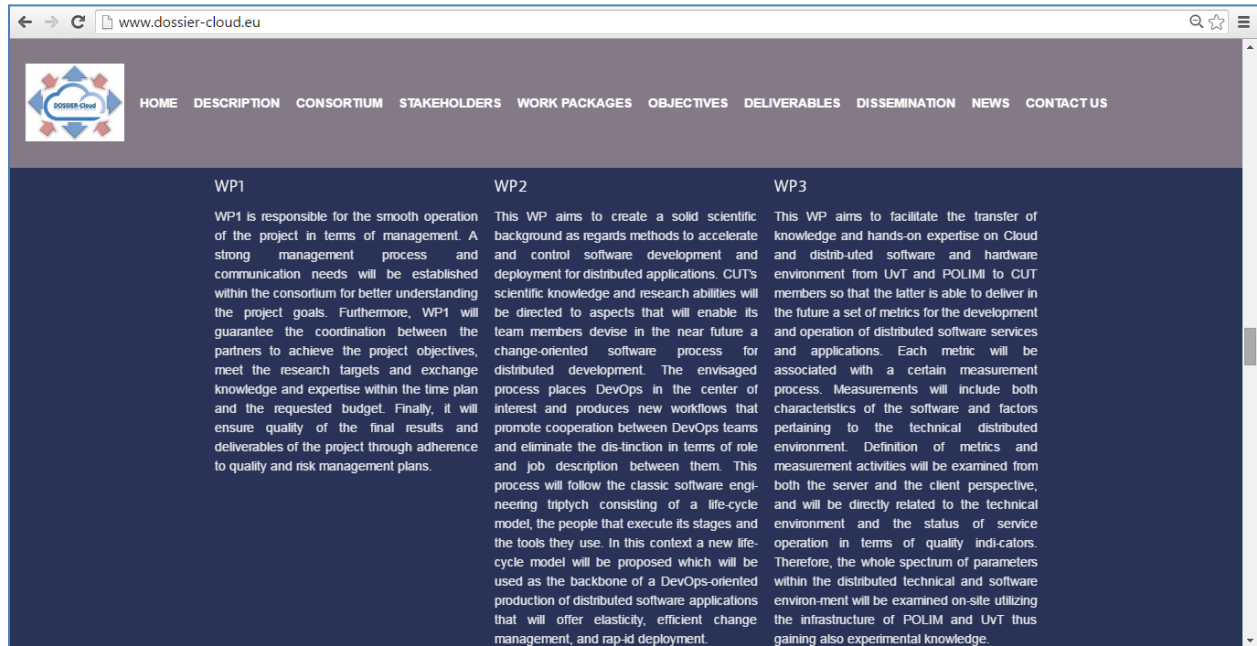 www.dossier-cloud.eu
DOSSIER-Cloud
HOME DESCRIPTION CONSORTIUM STAKEHOLDERS WORK PACKAGES OBJECTIVES DELIVERABLES DISSEMINATION NEWS CONTACT US
WP1
WP1 is responsible for the smooth operation
of the project in terms of management. A
strong management process and
communication needs will be established
within the consortium for better understanding
the project goals. Furthermore, WP1 will
guarantee the coordination between the
partners to achieve the project objectives,
meet the research targets and exchange
knowledge and expertise within the time plan
and the requested budget. Finally, it will
ensure quality of the final results and
deliverables of the project through adherence
to quality and risk management plans.
WP2
This WP aims to create a solid scientific
background as regards methods to accelerate
and control software development and
deployment for distributed applications. CUT's
scientific knowledge and research abilities will
be directed to aspects that will enable its
team members devise in the near future a
change-oriented software process for
distributed development. The envisaged
process places DevOps in the center of
interest and produces new workflows that
promote cooperation between DevOps teams
and eliminate the dis-tinction in terms of role
and job description between them. This
process will follow the classic software engi-
neering triptych consisting of a life-cycle
model, the people that execute its stages and
the tools they use. In this context a new life-
cycle model will be proposed which will be
used as the backbone of a DevOps-oriented
production of distributed software applications
that will offer elasticity, efficient change
management, and rap-id deployment.
WP3
This WP aims to facilitate the transfer of
knowledge and hands-on expertise on Cloud
and distrib-uted software and hardware
environment from UvT and POLIMI to CUT
members so that the latter is able to deliver in
the future a set of metrics for the development
and operation of distributed software services
and applications. Each metric will be
associated with a certain measurement
process. Measurements will include both
characteristics of the software and factors
pertaining to the technical distributed
environment. Definition of metrics and
measurement activities will be examined from
both the server and the client perspective,
and will be directly related to the technical
environment and the status of service
operation in terms of quality indi-cators.
Therefore, the whole spectrum of parameters
within the distributed technical and software
environ-ment will be examined on-site utilizing
the infrastructure of POLIM and UvT thus
gaining also experimental knowledge.